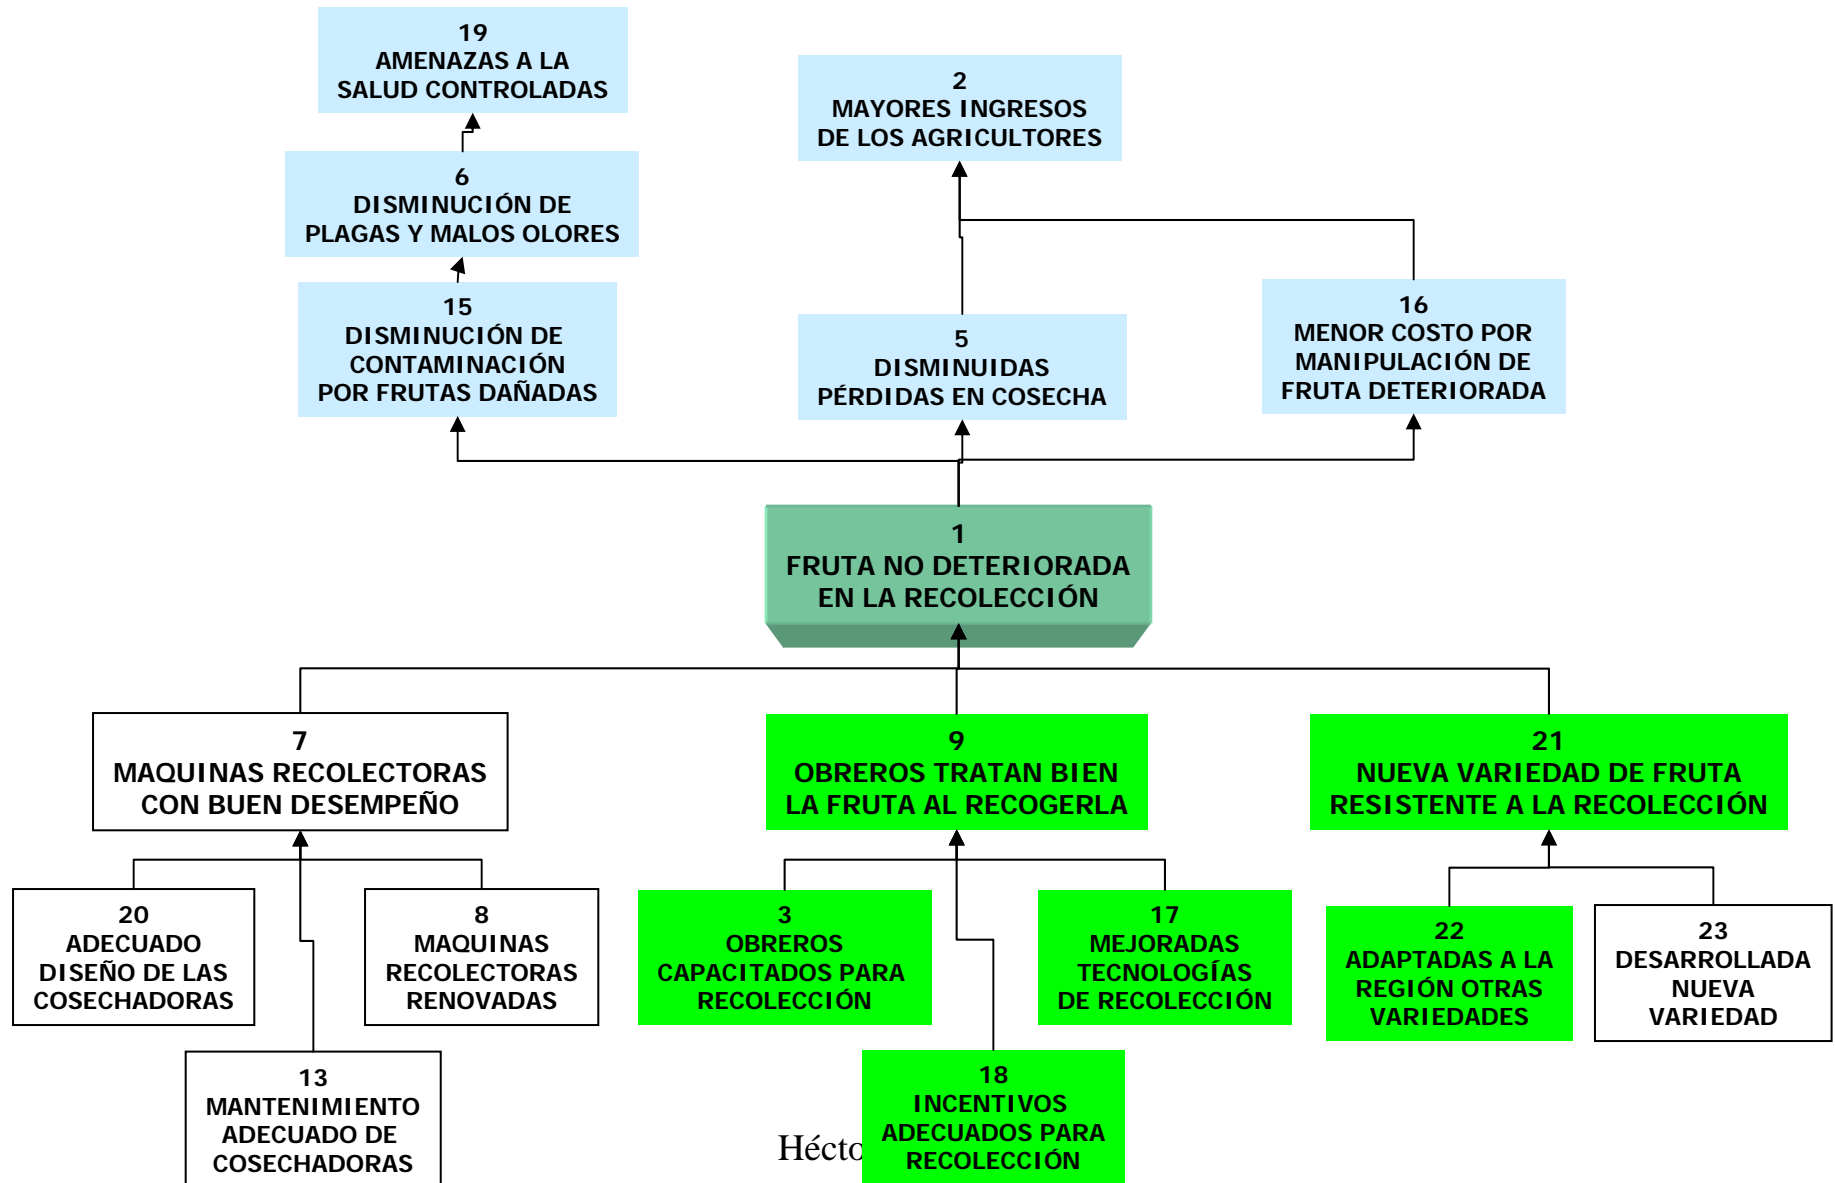 19
AMENAZAS A LA
SALUD CONTROLADAS
2
MAYORES INGRESOS
DE LOS AGRICULTORES
6
DISMINUCIÓN DE
PLAGAS Y MALOS OLORES
15
DISMINUCIÓN DE
CONTAMINACIÓN
POR FRUTAS DAÑADAS
5
DISMINUIDAS
PÉRDIDAS EN COSECHA
16
MENOR COSTO POR
MANIPULACIÓN DE
FRUTA DETERIORADA
1
FRUTA NO DETERIORADA
EN LA RECOLECCIÓN
7
MAQUINAS RECOLECTORAS
CON BUEN DESEMPEÑO
9
OBREROS TRATAN BIEN
LA FRUTA AL RECOGERLA
21
NUEVA VARIEDAD DE FRUTA
RESISTENTE A LA RECOLECCIÓN
20
ADECUADO
DISEÑO DE LAS
COSECHADORAS
8
MAQUINAS
RECOLECTORAS
RENOVADAS
3
OBREROS
CAPACITADOS PARA
RECOLECCIÓN
17
MEJORADAS
TECNOLOGÍAS
DE RECOLECCIÓN
22
ADAPTADAS A LA
REGIÓN OTRAS
VARIEDADES
23
DESARROLLADA
NUEVA
VARIEDAD
13
MANTENIMIENTO
ADECUADO DE
COSECHADORAS
18
INCENTIVOS
ADECUADOS PARA
RECOLECCIÓN
Hécto